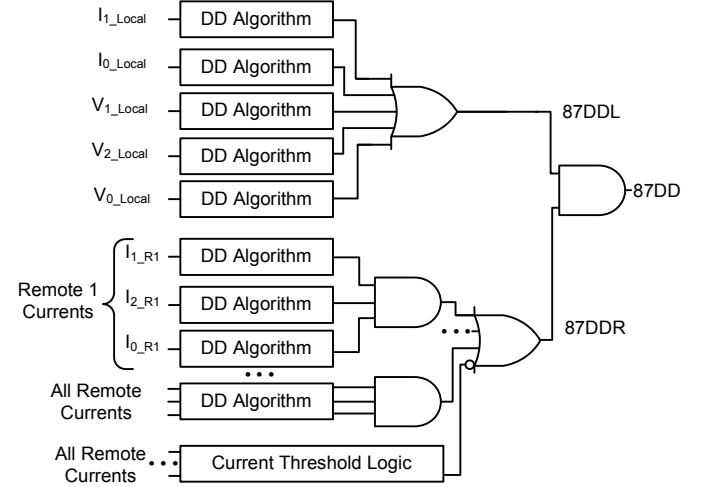 I1_Local
DD Algorithm
I0_Local
DD Algorithm
V1_Local
DD Algorithm
V2_Local
DD Algorithm
V0_Local
DD Algorithm
87DDL
87DD
Remote 1
Currents
I1_R1
DD Algorithm
I2_R1
DD Algorithm
I0_R1
DD Algorithm
87DDR
All Remote
Currents
DD Algorithm
All Remote
Currents
Current Threshold Logic